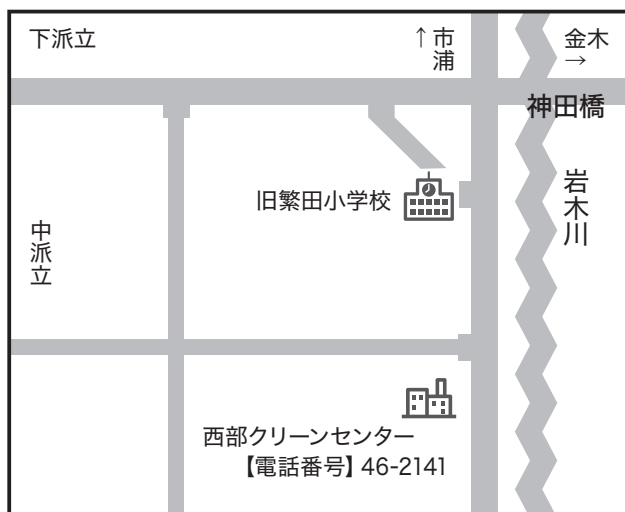 下派立
↑市浦
金木
→
神田橋
旧繁田小学校
岩木川
中派立
西部クリーンセンター
【電話番号】46-2141